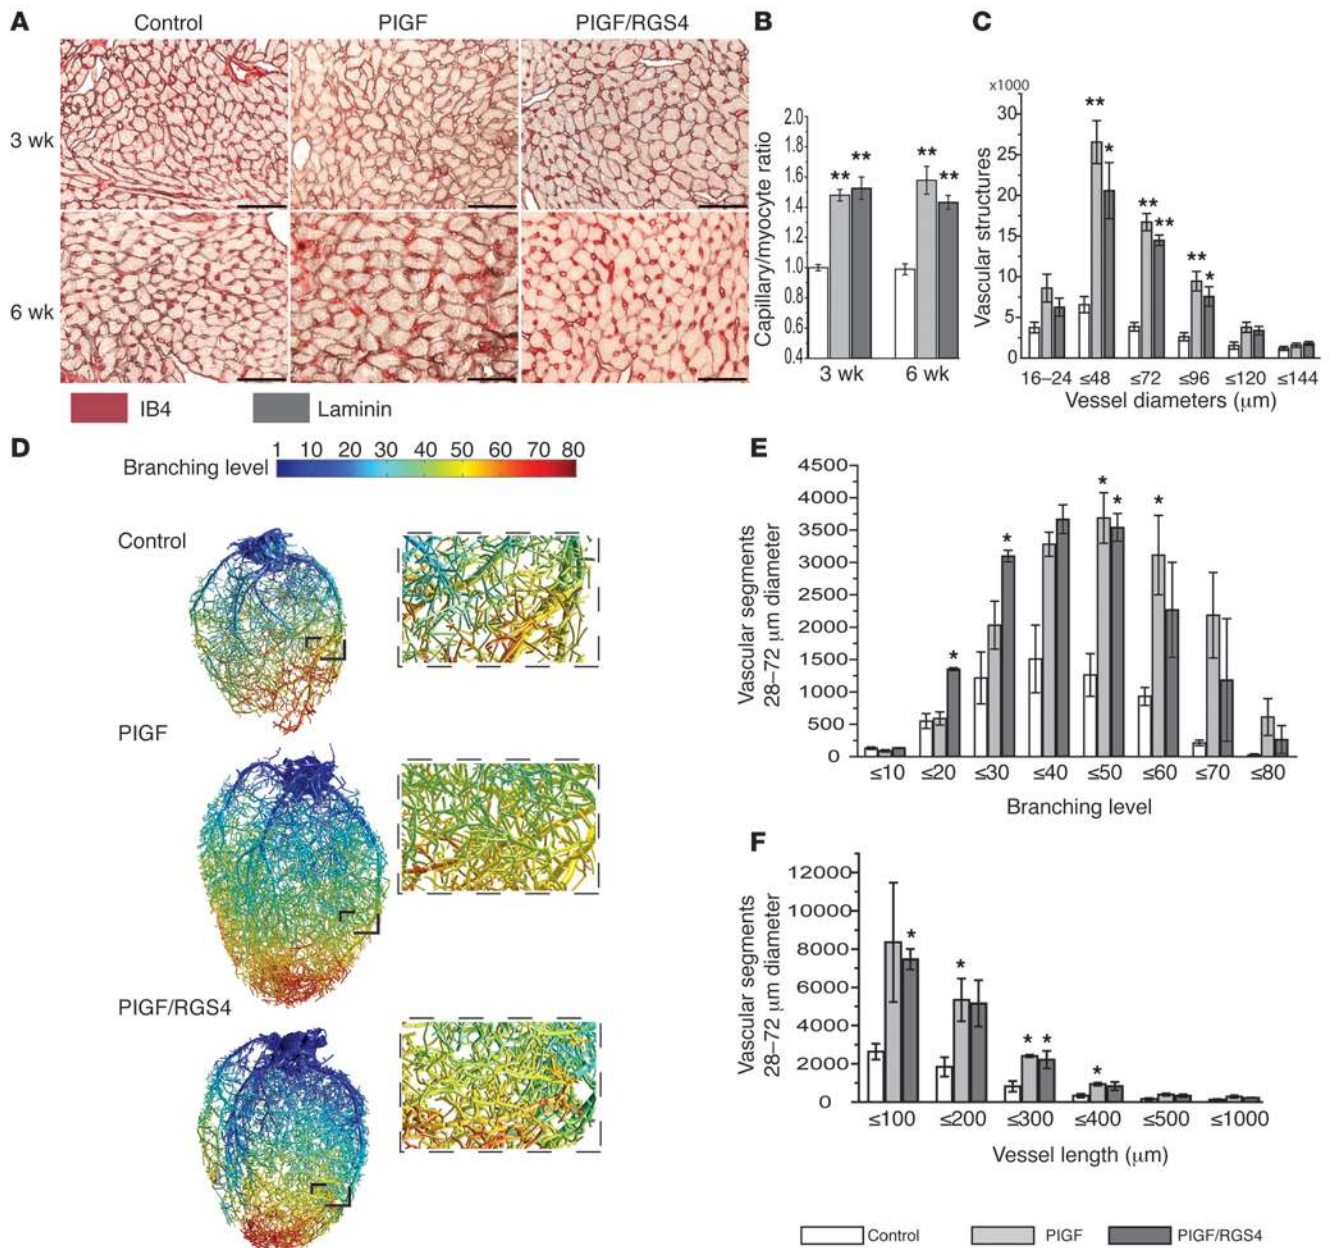 A
Control
PIGF
PIGF/RGS4
3 wk
6 wk
IB4
Laminin
B
Capillary/myocyte ratio
2.0
1.8
1.6
1.4
1.2
1.0
0.8
0.6
0.4
** ** ** **
3 wk 6 wk
C
x1000
Vascular structures
30
25
20
15
10
5
0
** * ** ** ** *
16–24 ≤48 ≤72 ≤96 ≤120 ≤144
Vessel diameters (μm)
D
1 10 20 30 40 50 60 70 80
Branching level
Control
PIGF
PIGF/RGS4
E
Vascular segments
28–72 μm diameter
4500
4000
3500
3000
2500
2000
1500
1000
500
0
* * * * *
≤10 ≤20 ≤30 ≤40 ≤50 ≤60 ≤70 ≤80
Branching level
F
Vascular segments
28–72 μm diameter
12000
10000
8000
6000
4000
2000
0
* * * * *
≤100 ≤200 ≤300 ≤400 ≤500 ≤1000
Vessel length (μm)
Control PIGF PIGF/RGS4